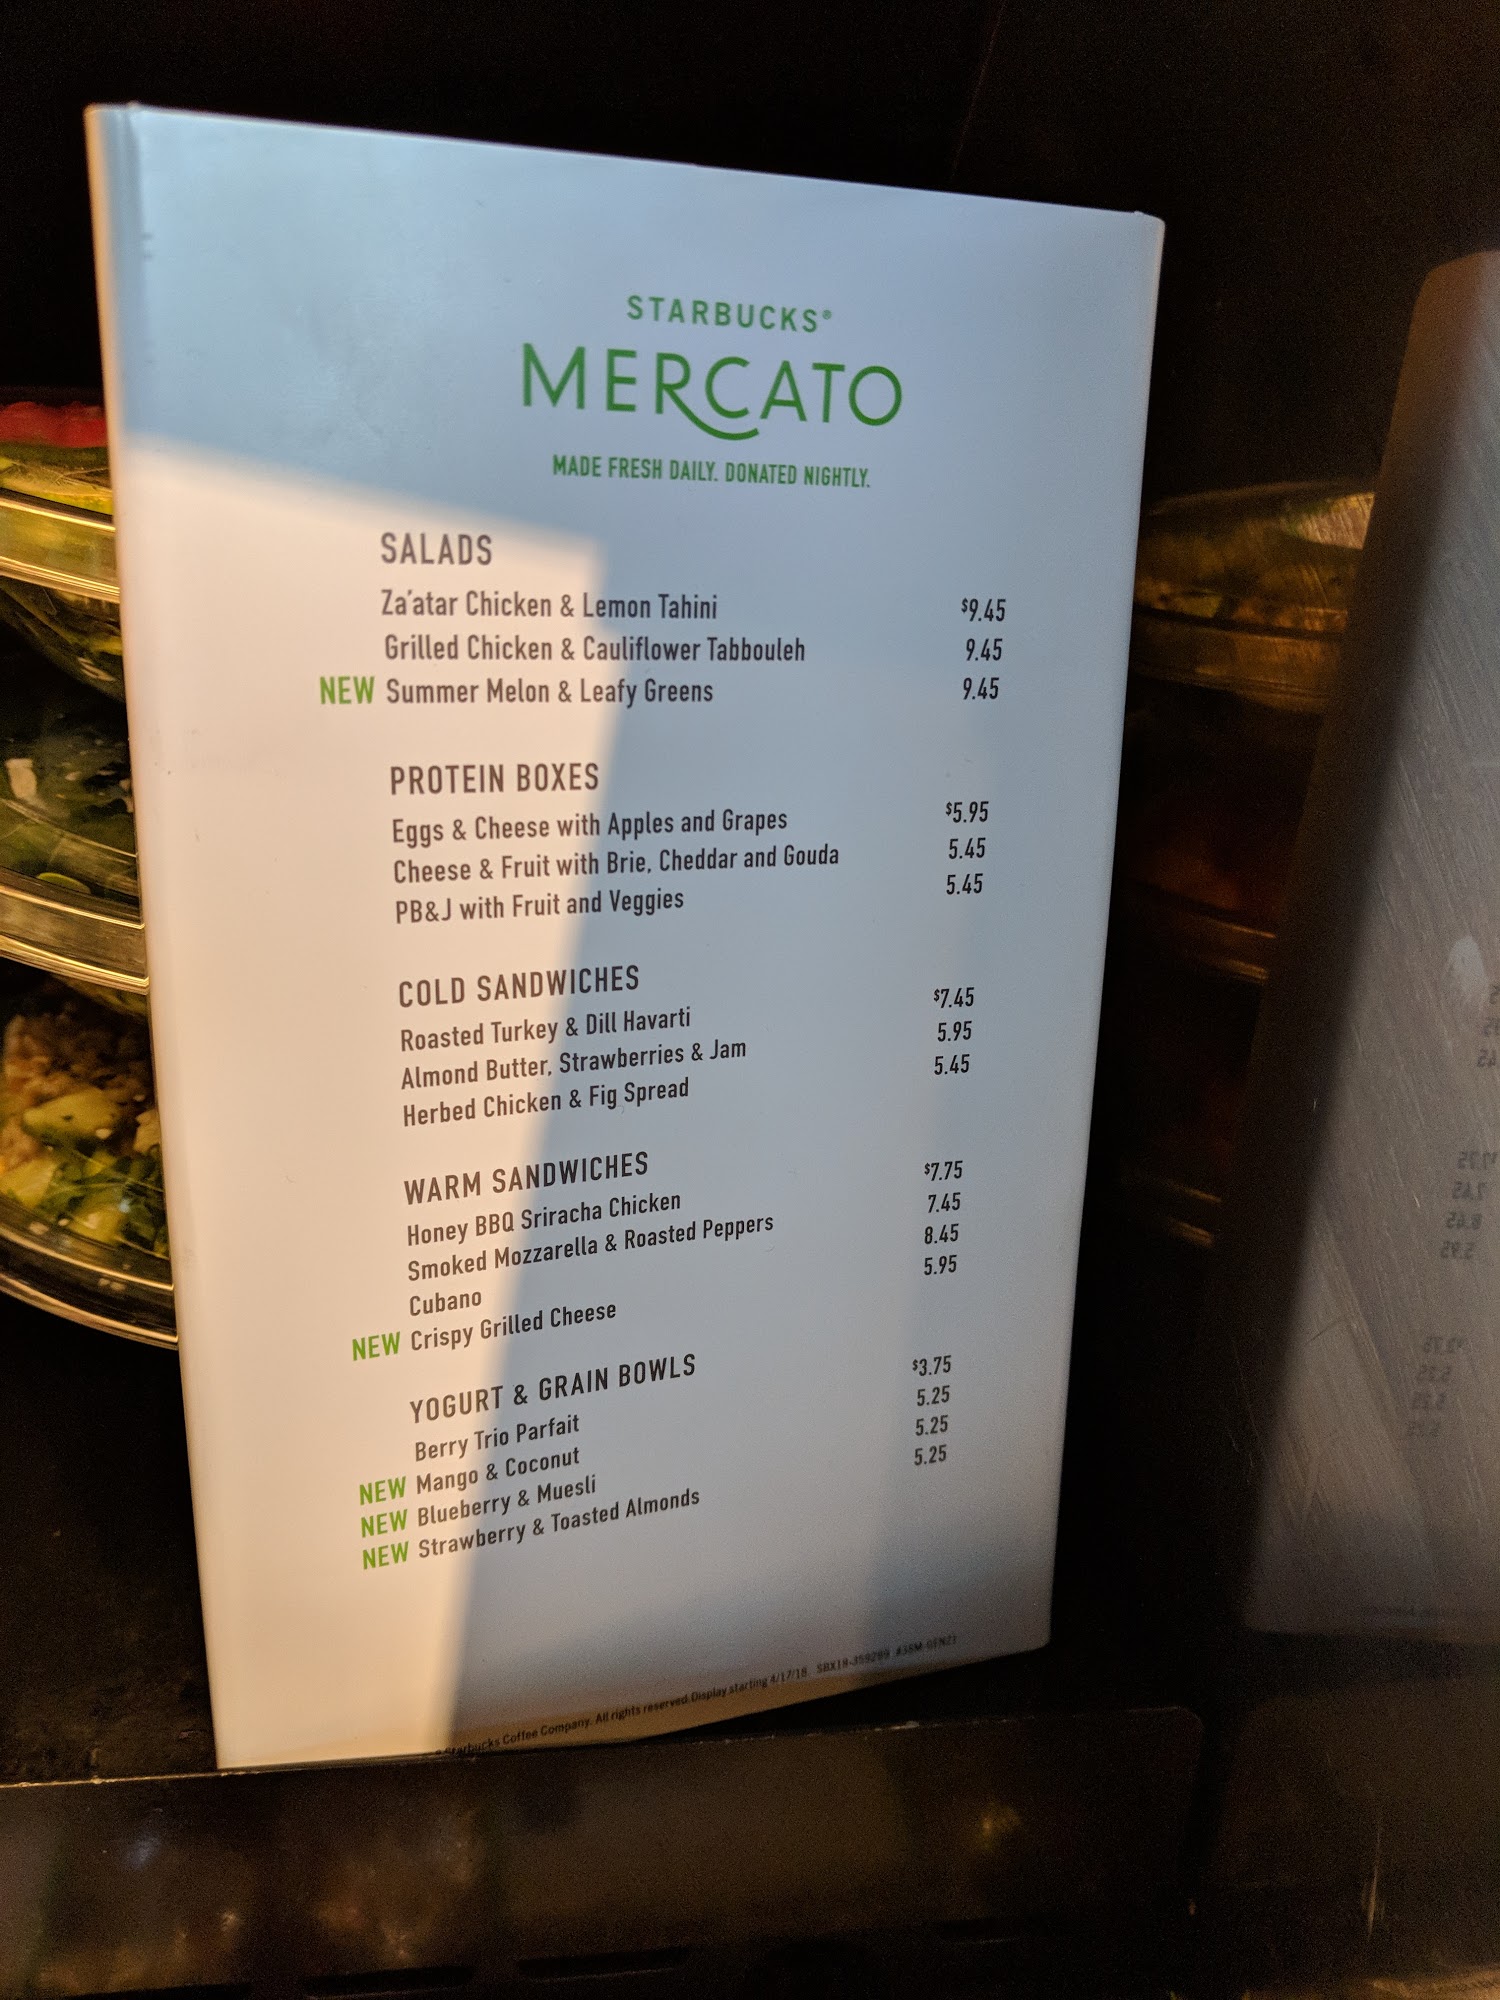 STARBUCKS®
MERCATO
MADE FRESH DAILY. DONATED NIGHTLY.
SALADS
Za'atar Chicken & Lemon Tahini $9.45
Grilled Chicken & Cauliflower Tabbouleh 9.45
NEW Summer Melon & Leafy Greens 9.45
PROTEIN BOXES
Eggs & Cheese with Apples and Grapes $5.95
Cheese & Fruit with Brie, Cheddar and Gouda 5.45
PB&J with Fruit and Veggies 5.45
COLD SANDWICHES
Roasted Turkey & Dill Havarti $7.45
Almond Butter, Strawberries & Jam 5.95
Herbed Chicken & Fig Spread 5.45
WARM SANDWICHES
Honey BBQ Sriracha Chicken $7.75
Smoked Mozzarella & Roasted Peppers 7.45
Cubano 8.45
NEW Crispy Grilled Cheese 5.95
YOGURT & GRAIN BOWLS
Berry Trio Parfait $3.75
NEW Mango & Coconut 5.25
NEW Blueberry & Muesli 5.25
NEW Strawberry & Toasted Almonds 5.25
Starbucks Coffee Company. All rights reserved. Display starting 4/17/18. SBX18-359289